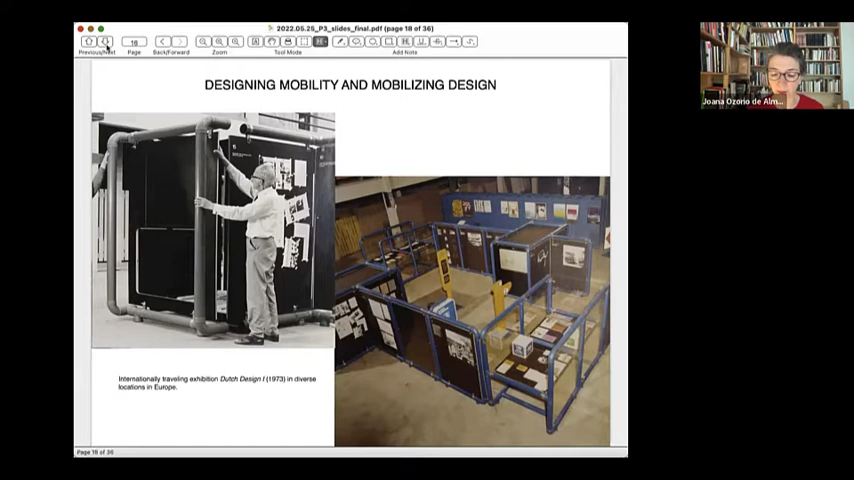 2022.05.25_P3_slides_final.pdf (page 18 of 36)
18
Previous/Next Page Back/Forward Zoom Tool Mode Add Note
DESIGNING MOBILITY AND MOBILIZING DESIGN
Internationally traveling exhibition Dutch Design I (1973) in diverse
locations in Europe.
Page 18 of 36
Joana Ozorio de Alm...